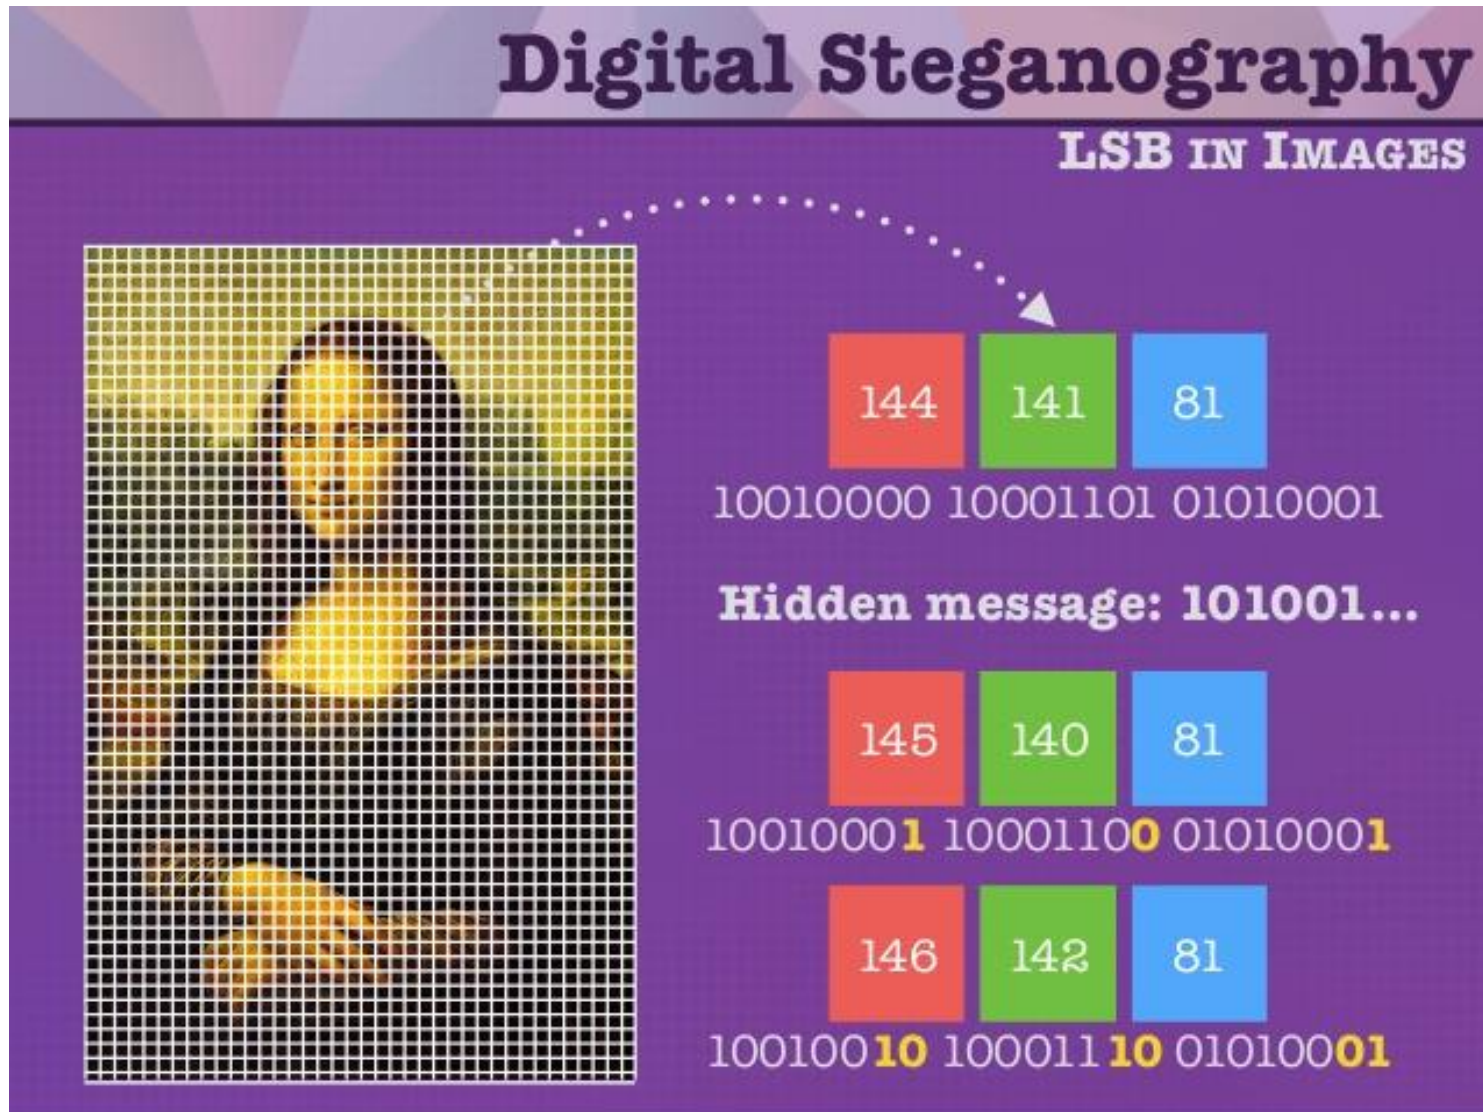 Digital Steganography
LSB IN IMAGES
144 141 81
10010000 10001101 01010001
Hidden message: 101001...
145 140 81
10010001 10001100 01010001
146 142 81
10010010 10001110 01010001